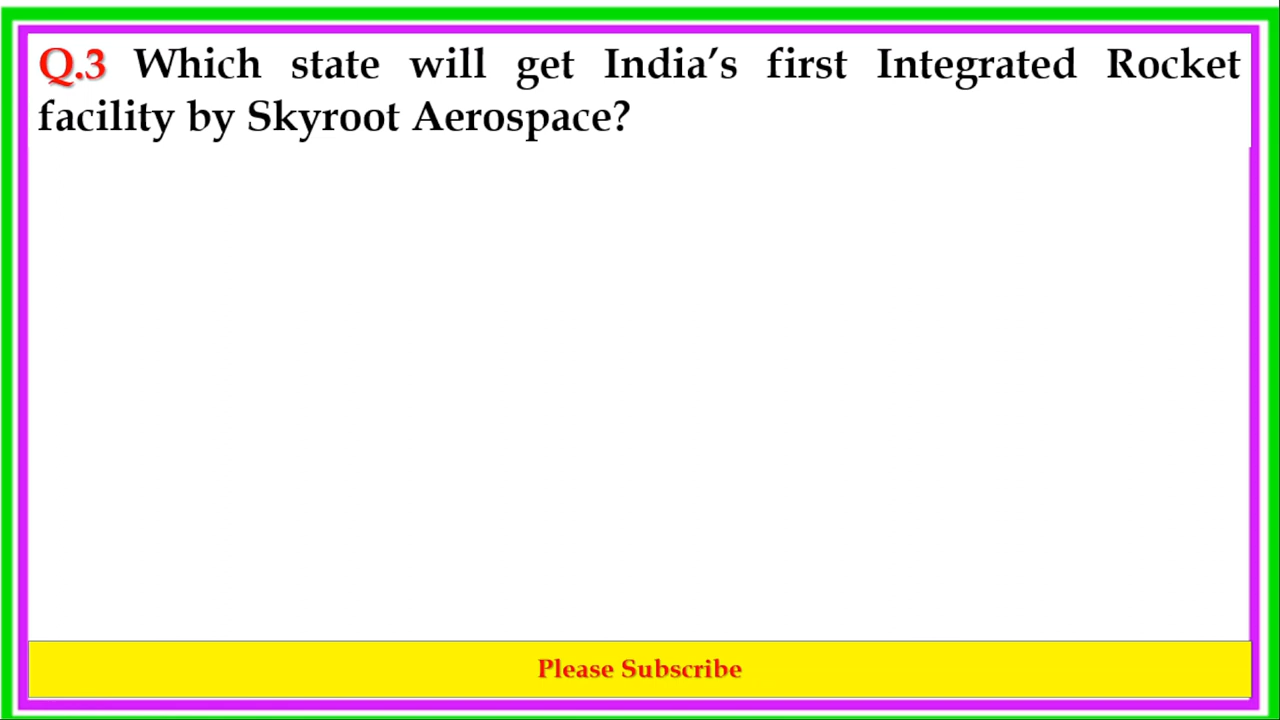 Q.3 Which state will get India’s first Integrated Rocket
facility by Skyroot Aerospace?
Please Subscribe